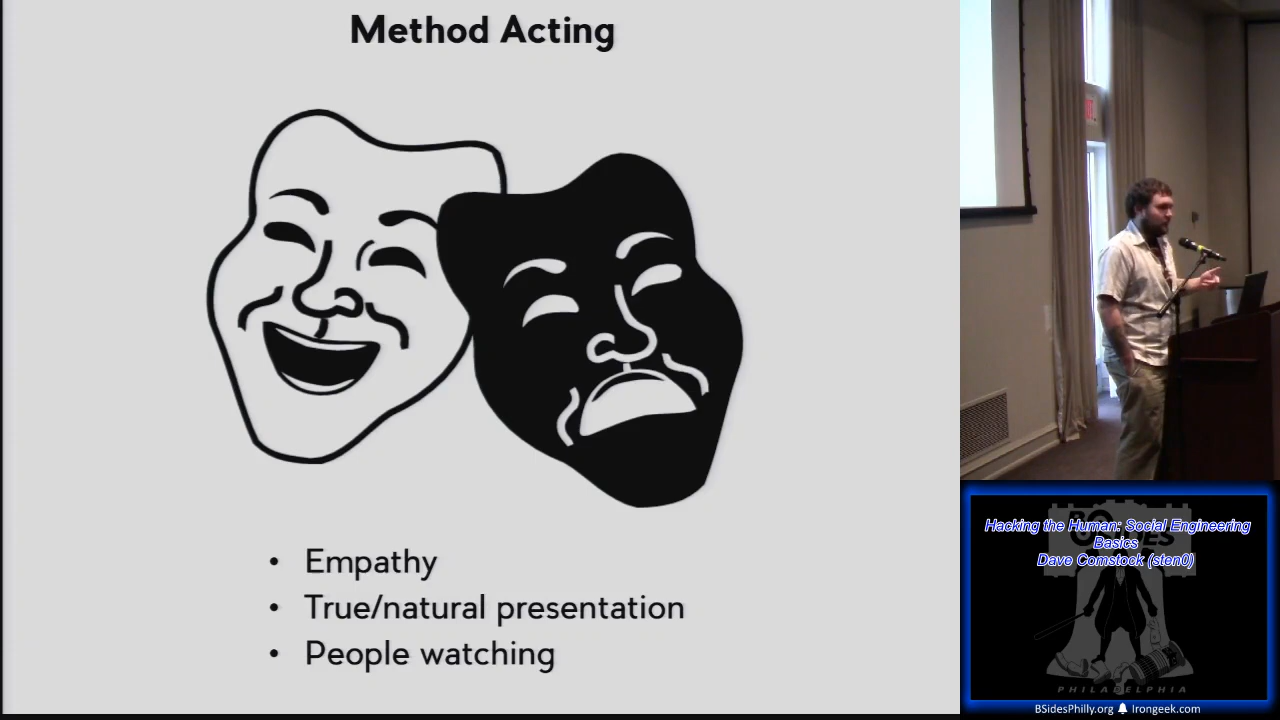 Method Acting
• Empathy
• True/natural presentation
• People watching
Hacking the Human: Social Engineering
Basics
Dave Comstock (sten0)
PHILADELPHIA
BSidesPhilly.org Irongeek.com